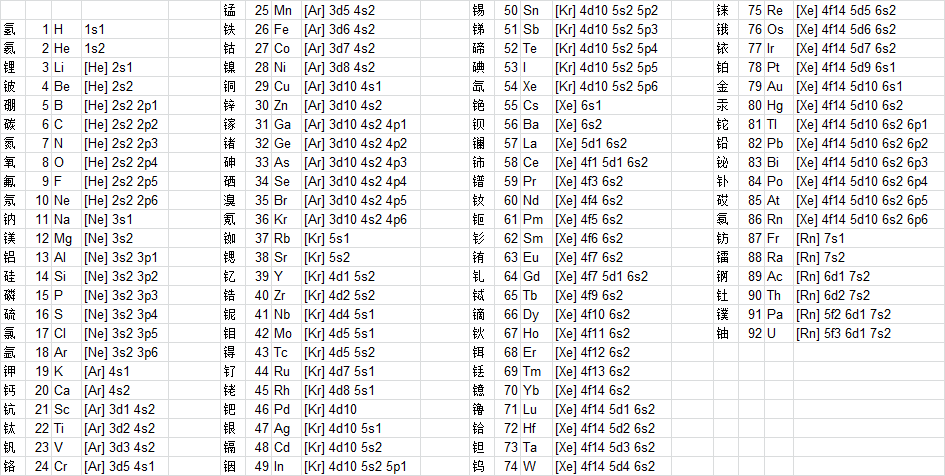 氢 1 H 1s1
氦 2 He 1s2
锂 3 Li [He] 2s1
铍 4 Be [He] 2s2
硼 5 B [He] 2s2 2p1
碳 6 C [He] 2s2 2p2
氮 7 N [He] 2s2 2p3
氧 8 O [He] 2s2 2p4
氟 9 F [He] 2s2 2p5
氖 10 Ne [He] 2s2 2p6
钠 11 Na [Ne] 3s1
镁 12 Mg [Ne] 3s2
铝 13 Al [Ne] 3s2 3p1
硅 14 Si [Ne] 3s2 3p2
磷 15 P [Ne] 3s2 3p3
硫 16 S [Ne] 3s2 3p4
氯 17 Cl [Ne] 3s2 3p5
氩 18 Ar [Ne] 3s2 3p6
钾 19 K [Ar] 4s1
钙 20 Ca [Ar] 4s2
钪 21 Sc [Ar] 3d1 4s2
钛 22 Ti [Ar] 3d2 4s2
钒 23 V [Ar] 3d3 4s2
铬 24 Cr [Ar] 3d5 4s1
锰 25 Mn [Ar] 3d5 4s2
铁 26 Fe [Ar] 3d6 4s2
钴 27 Co [Ar] 3d7 4s2
镍 28 Ni [Ar] 3d8 4s2
铜 29 Cu [Ar] 3d10 4s1
锌 30 Zn [Ar] 3d10 4s2
镓 31 Ga [Ar] 3d10 4s2 4p1
锗 32 Ge [Ar] 3d10 4s2 4p2
砷 33 As [Ar] 3d10 4s2 4p3
硒 34 Se [Ar] 3d10 4s2 4p4
溴 35 Br [Ar] 3d10 4s2 4p5
氪 36 Kr [Ar] 3d10 4s2 4p6
铷 37 Rb [Kr] 5s1
锶 38 Sr [Kr] 5s2
钇 39 Y [Kr] 4d1 5s2
锆 40 Zr [Kr] 4d2 5s2
铌 41 Nb [Kr] 4d4 5s1
钼 42 Mo [Kr] 4d5 5s1
锝 43 Tc [Kr] 4d5 5s2
钌 44 Ru [Kr] 4d7 5s1
铑 45 Rh [Kr] 4d8 5s1
钯 46 Pd [Kr] 4d10
银 47 Ag [Kr] 4d10 5s1
镉 48 Cd [Kr] 4d10 5s2
铟 49 In [Kr] 4d10 5s2 5p1
锡 50 Sn [Kr] 4d10 5s2 5p2
锑 51 Sb [Kr] 4d10 5s2 5p3
碲 52 Te [Kr] 4d10 5s2 5p4
碘 53 I [Kr] 4d10 5s2 5p5
氙 54 Xe [Kr] 4d10 5s2 5p6
铯 55 Cs [Xe] 6s1
钡 56 Ba [Xe] 6s2
镧 57 La [Xe] 5d1 6s2
铈 58 Ce [Xe] 4f1 5d1 6s2
镨 59 Pr [Xe] 4f3 6s2
钕 60 Nd [Xe] 4f4 6s2
钷 61 Pm [Xe] 4f5 6s2
钐 62 Sm [Xe] 4f6 6s2
铕 63 Eu [Xe] 4f7 6s2
钆 64 Gd [Xe] 4f7 5d1 6s2
铽 65 Tb [Xe] 4f9 6s2
镝 66 Dy [Xe] 4f10 6s2
钬 67 Ho [Xe] 4f11 6s2
铒 68 Er [Xe] 4f12 6s2
铥 69 Tm [Xe] 4f13 6s2
镱 70 Yb [Xe] 4f14 6s2
镥 71 Lu [Xe] 4f14 5d1 6s2
铪 72 Hf [Xe] 4f14 5d2 6s2
钽 73 Ta [Xe] 4f14 5d3 6s2
钨 74 W [Xe] 4f14 5d4 6s2
铼 75 Re [Xe] 4f14 5d5 6s2
锇 76 Os [Xe] 4f14 5d6 6s2
铱 77 Ir [Xe] 4f14 5d7 6s2
铂 78 Pt [Xe] 4f14 5d9 6s1
金 79 Au [Xe] 4f14 5d10 6s1
汞 80 Hg [Xe] 4f14 5d10 6s2
铊 81 Tl [Xe] 4f14 5d10 6s2 6p1
铅 82 Pb [Xe] 4f14 5d10 6s2 6p2
铋 83 Bi [Xe] 4f14 5d10 6s2 6p3
钋 84 Po [Xe] 4f14 5d10 6s2 6p4
砹 85 At [Xe] 4f14 5d10 6s2 6p5
氡 86 Rn [Xe] 4f14 5d10 6s2 6p6
钫 87 Fr [Rn] 7s1
镭 88 Ra [Rn] 7s2
锕 89 Ac [Rn] 6d1 7s2
钍 90 Th [Rn] 6d2 7s2
镤 91 Pa [Rn] 5f2 6d1 7s2
铀 92 U [Rn] 5f3 6d1 7s2